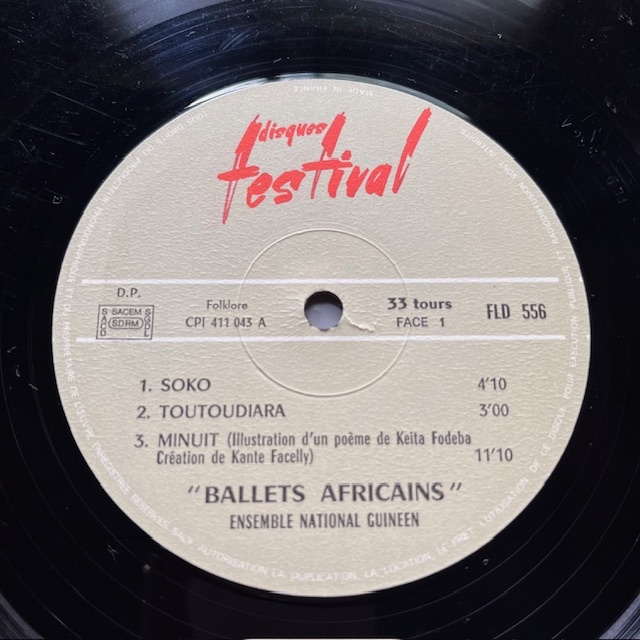 MADE IN FRANCE
disques
festival
D.P.
SACD SACEM SDRM SGDL
Folklore
CPI 411 043 A
33 tours
FACE 1
FLD 556
1. SOKO 4'10
2. TOUTOUDIARA 3'00
3. MINUIT (Illustration d'un poème de Keita Fodeba
Création de Kante Facelly) 11'10
"BALLETS AFRICAINS"
ENSEMBLE NATIONAL GUINEEN